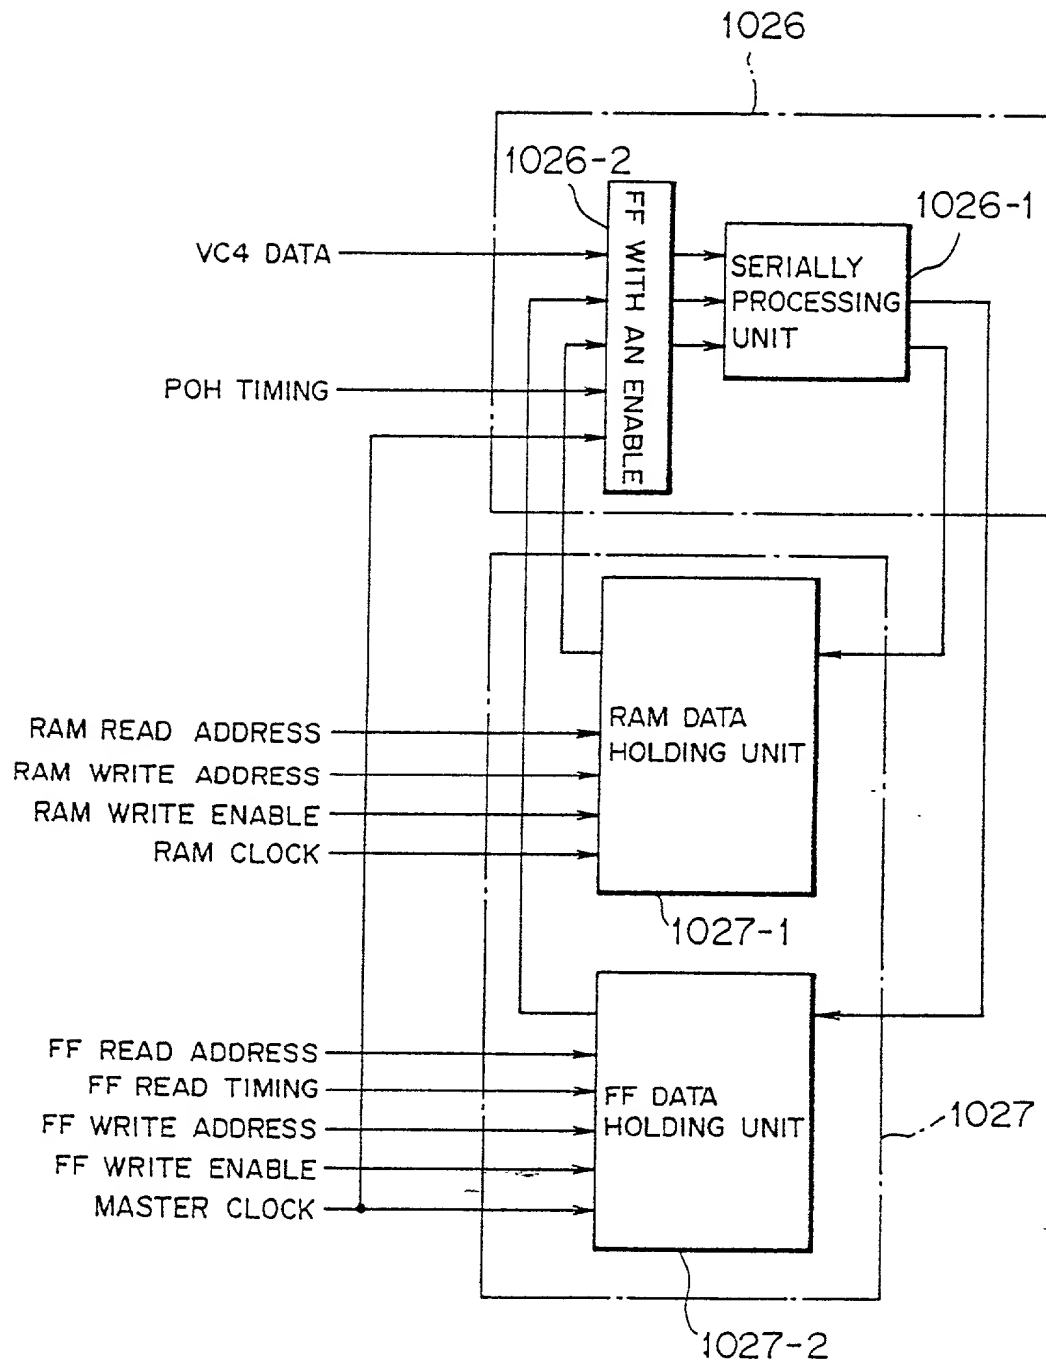 1026
1026-2
1026-1
FF WITH AN ENABLE
VC4 DATA
SERIALLY
PROCESSING
UNIT
POH TIMING
RAM DATA
HOLDING UNIT
RAM READ ADDRESS
RAM WRITE ADDRESS
RAM WRITE ENABLE
RAM CLOCK
1027-1
FF READ ADDRESS
FF READ TIMING
FF WRITE ADDRESS
FF WRITE ENABLE
MASTER CLOCK
FF DATA
HOLDING UNIT
1027
1027-2